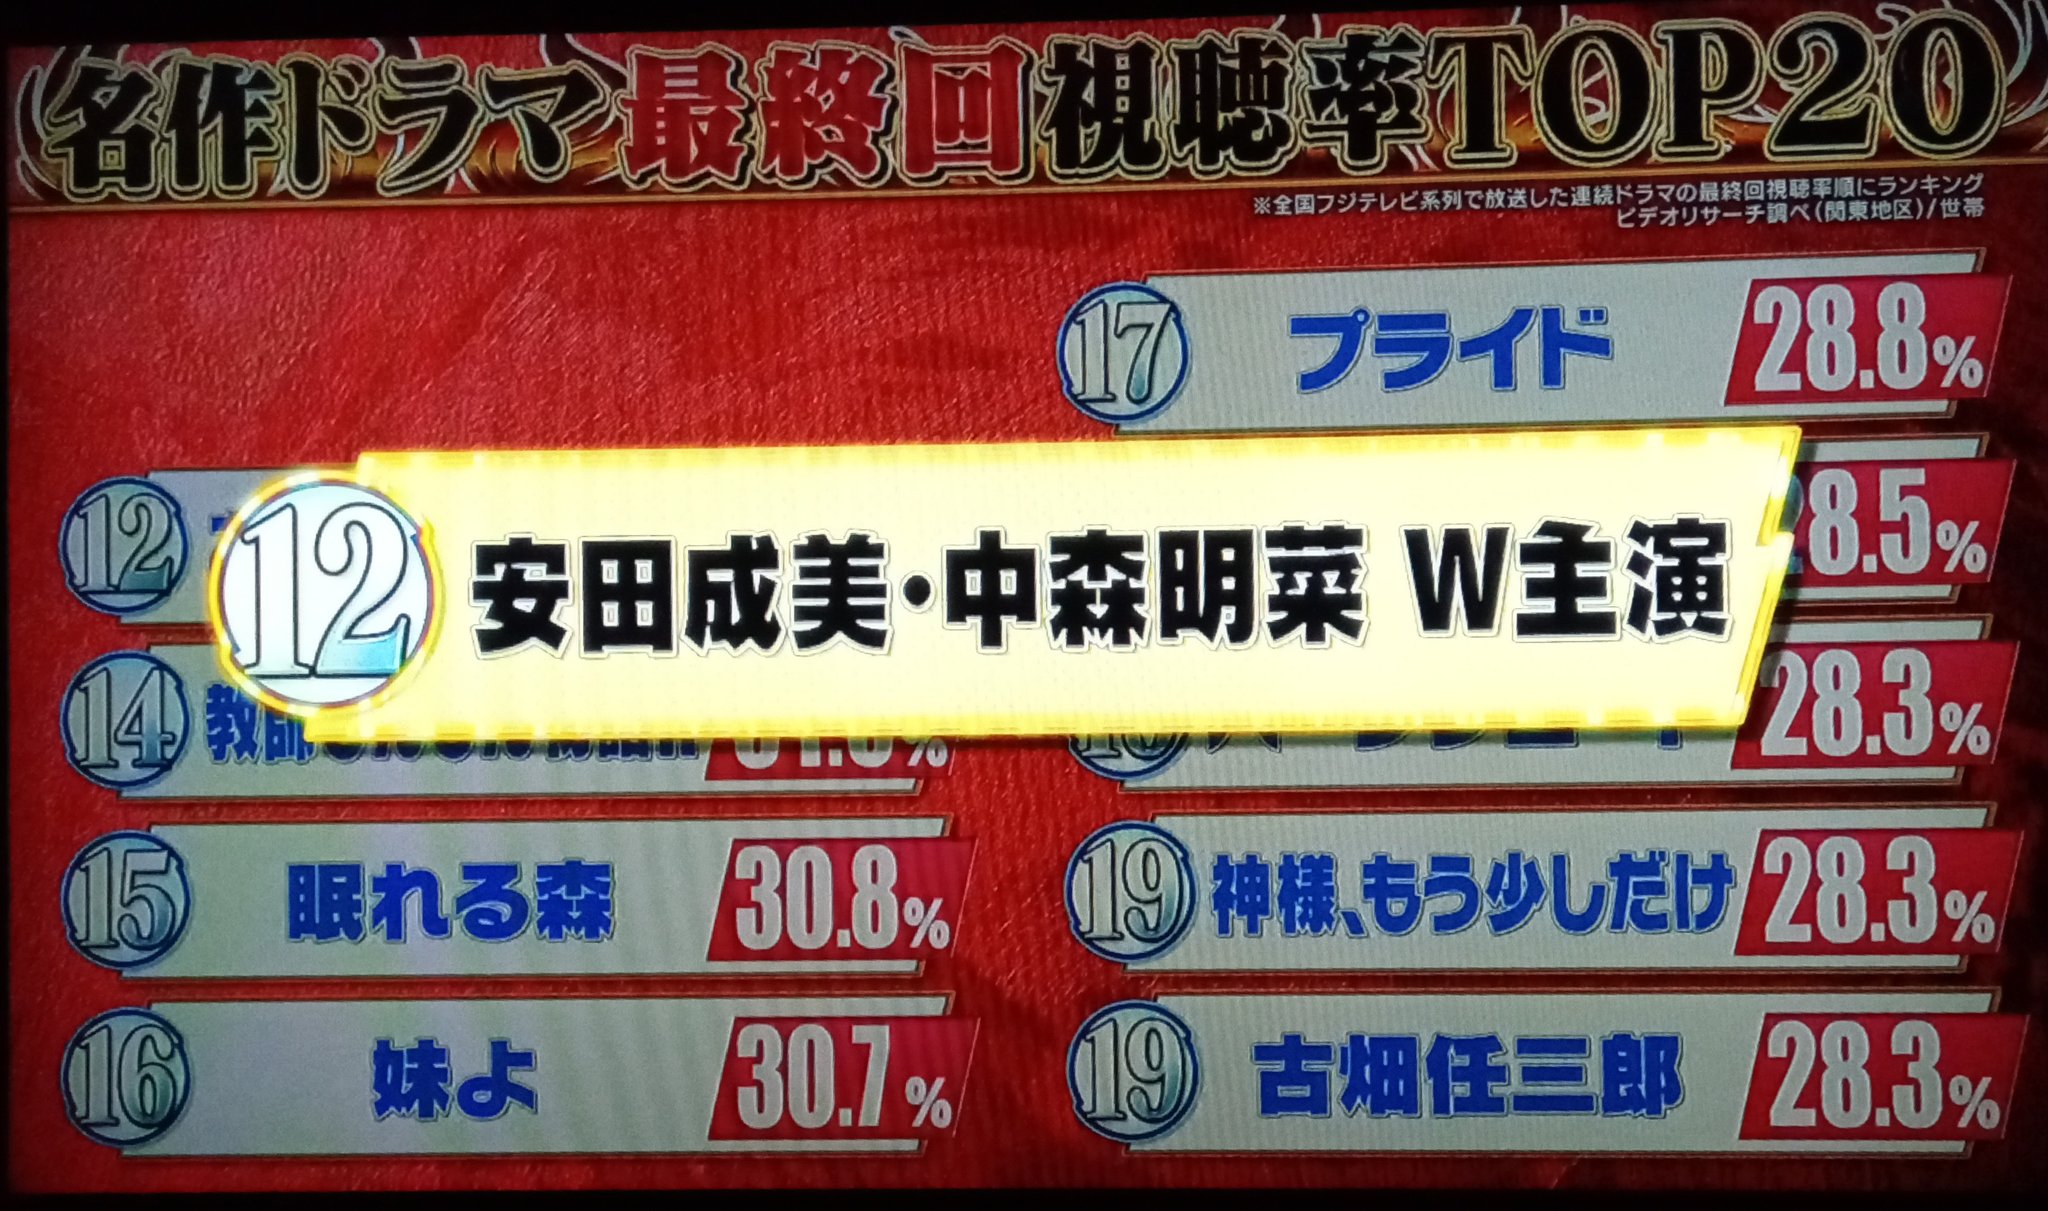 名作ドラマ最終回視聴率TOP20
※全国フジテレビ系列で放送した連続ドラマの最終回視聴率順にランキング
ビデオリサーチ調べ(関東地区)/世帯
⑫ 安田成美・中森明菜 W主演
⑫
⑭ 教師
⑮ 眠れる森 30.8%
⑯ 妹よ 30.7%
⑰ プライド 28.8%
8.5%
28.3%
⑲ 神様、もう少しだけ 28.3%
⑲ 古畑任三郎 28.3%